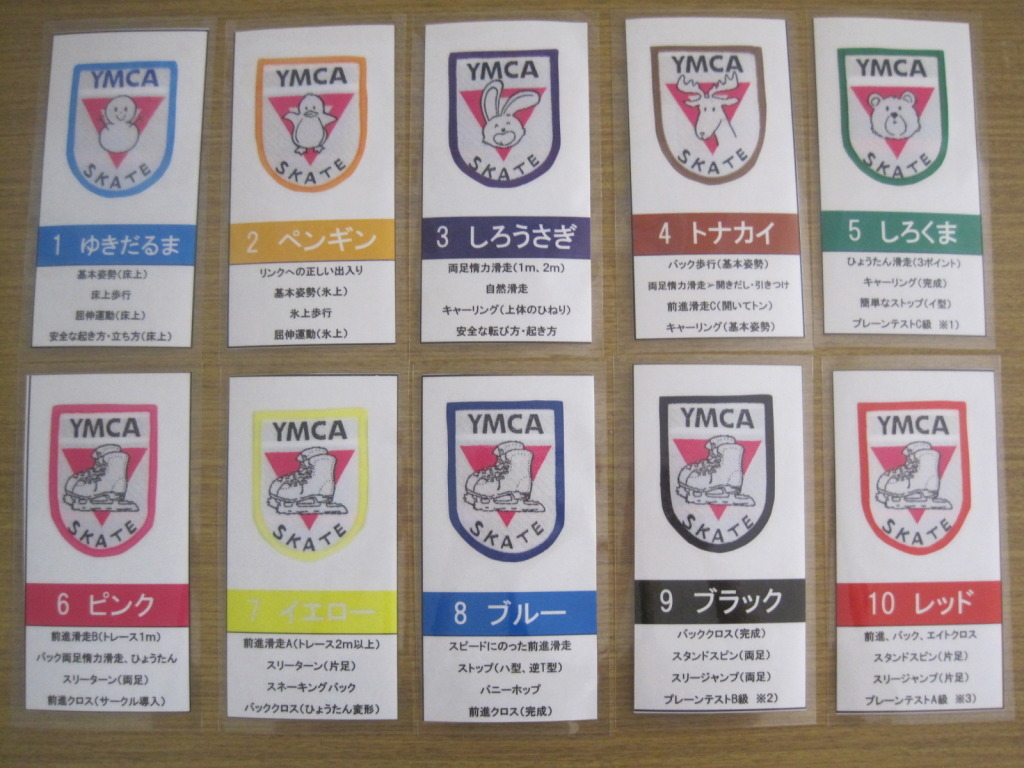 YMCA
SKATE
1 ゆきだるま
基本姿勢(床上)
床上歩行
屈伸運動(床上)
安全な起き方・立ち方(床上)
YMCA
SKATE
2 ペンギン
リンクへの正しい出入り
基本姿勢(氷上)
氷上歩行
屈伸運動(氷上)
YMCA
SKATE
3 しろうさぎ
両足惰力滑走(1m、2m)
自然滑走
キャーリング(上体のひねり)
安全な転び方・起き方
YMCA
SKATE
4 トナカイ
バック歩行(基本姿勢)
両足惰力滑走➢開きだし・引きつけ
前進滑走C(開いてトン)
キャーリング(基本姿勢)
YMCA
SKATE
5 しろくま
ひょうたん滑走(3ポイント)
キャーリング(完成)
簡単なストップ(イ型)
プレーンテストC級 ※1)
YMCA
SKATE
6 ピンク
前進滑走B(トレース1m)
バック両足惰力滑走、ひょうたん
スリーターン(両足)
前進クロス(サークル導入)
YMCA
SKATE
7 イエロー
前進滑走A(トレース2m以上)
スリーターン(片足)
スネーキングバック
バッククロス(ひょうたん変形)
YMCA
SKATE
8 ブルー
スピードにのった前進滑走
ストップ(ハ型、逆T型)
バニーホップ
前進クロス(完成)
YMCA
SKATE
9 ブラック
バッククロス(完成)
スタンドスピン(両足)
スリージャンプ(両足)
プレーンテストB級 ※2)
YMCA
SKATE
10 レッド
前進、バック、エイトクロス
スタンドスピン(片足)
スリージャンプ(片足)
プレーンテストA級 ※3)